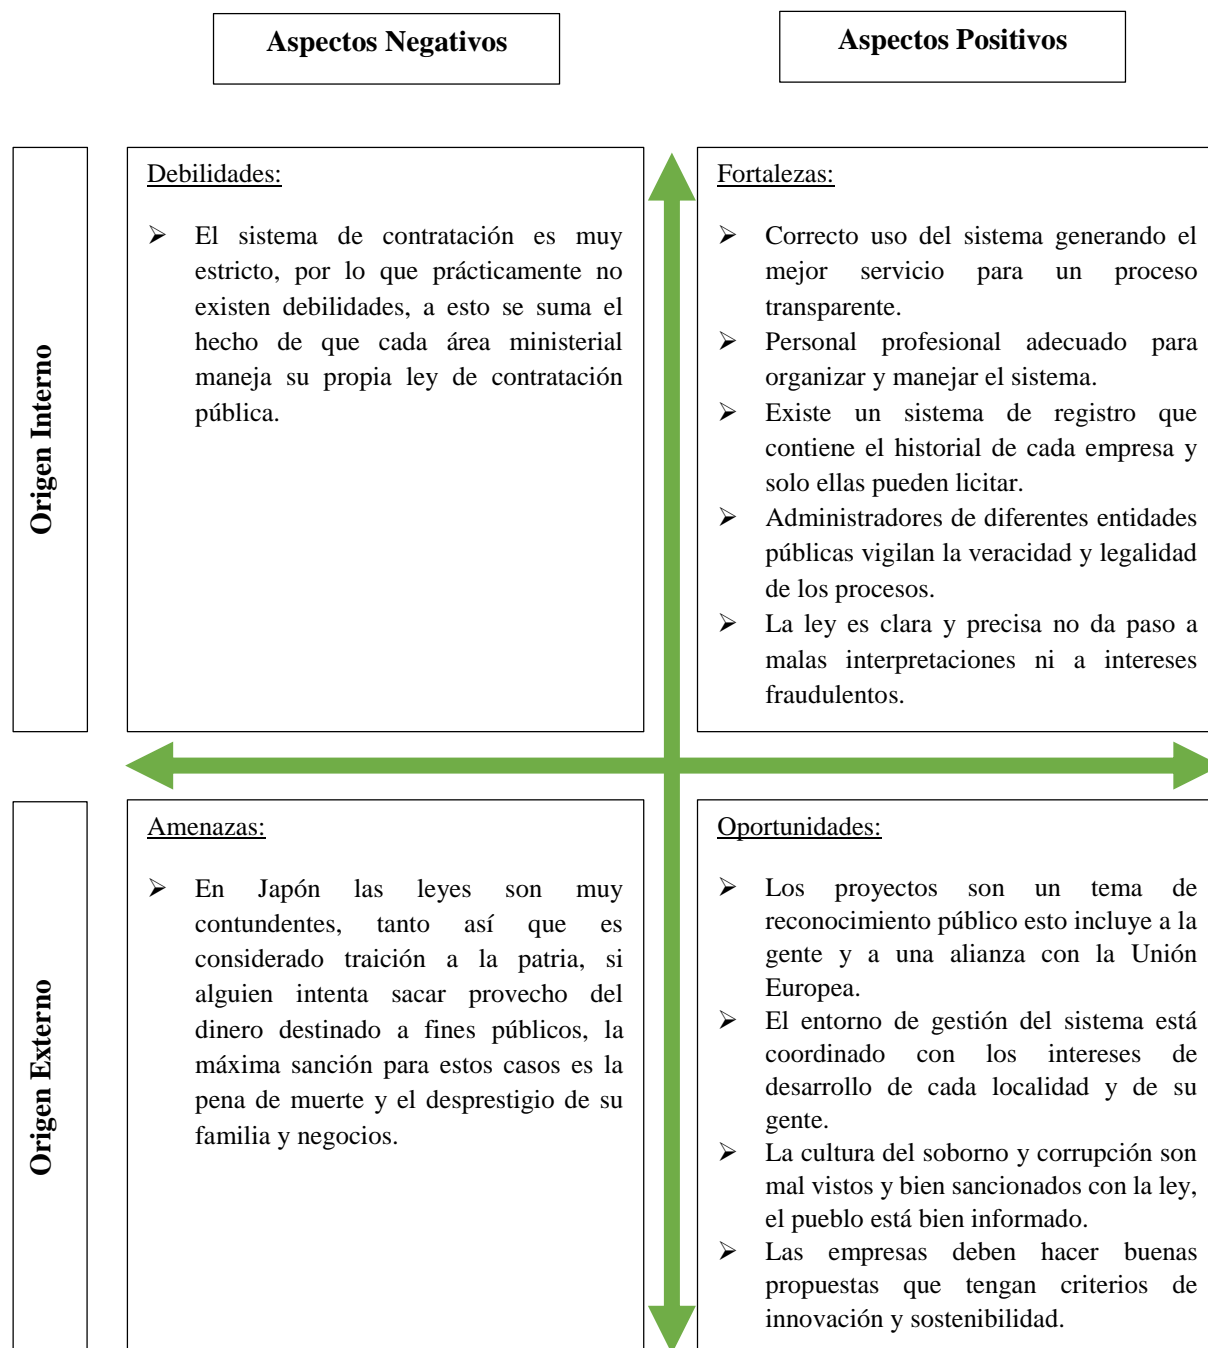 Aspectos Negativos
Aspectos Positivos
Origen Interno
Debilidades:
➢ El sistema de contratación es muy
estricto, por lo que prácticamente no
existen debilidades, a esto se suma el
hecho de que cada área ministerial
maneja su propia ley de contratación
pública.
Fortalezas:
➢ Correcto uso del sistema generando el
mejor servicio para un proceso
transparente.
➢ Personal profesional adecuado para
organizar y manejar el sistema.
➢ Existe un sistema de registro que
contiene el historial de cada empresa y
solo ellas pueden licitar.
➢ Administradores de diferentes entidades
públicas vigilan la veracidad y legalidad
de los procesos.
➢ La ley es clara y precisa no da paso a
malas interpretaciones ni a intereses
fraudulentos.
Origen Externo
Amenazas:
➢ En Japón las leyes son muy
contundentes, tanto así que es
considerado traición a la patria, si
alguien intenta sacar provecho del
dinero destinado a fines públicos, la
máxima sanción para estos casos es la
pena de muerte y el desprestigio de su
familia y negocios.
Oportunidades:
➢ Los proyectos son un tema de
reconocimiento público esto incluye a la
gente y a una alianza con la Unión
Europea.
➢ El entorno de gestión del sistema está
coordinado con los intereses de
desarrollo de cada localidad y de su
gente.
➢ La cultura del soborno y corrupción son
mal vistos y bien sancionados con la ley,
el pueblo está bien informado.
➢ Las empresas deben hacer buenas
propuestas que tengan criterios de
innovación y sostenibilidad.